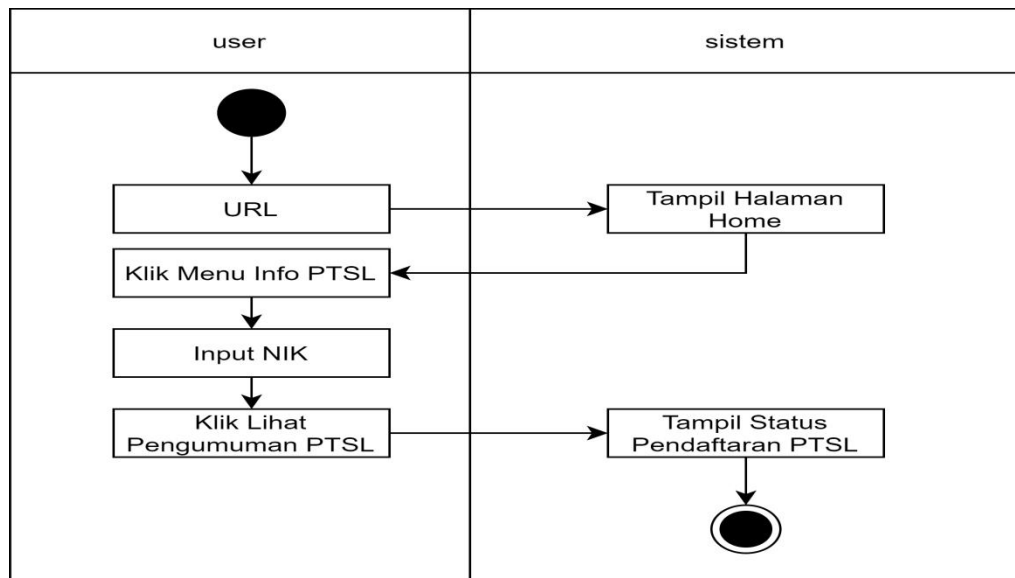 user
sistem
URL
Tampil Halaman
Home
Klik Menu Info PTSL
Input NIK
Klik Lihat
Pengumuman PTSL
Tampil Status
Pendaftaran PTSL